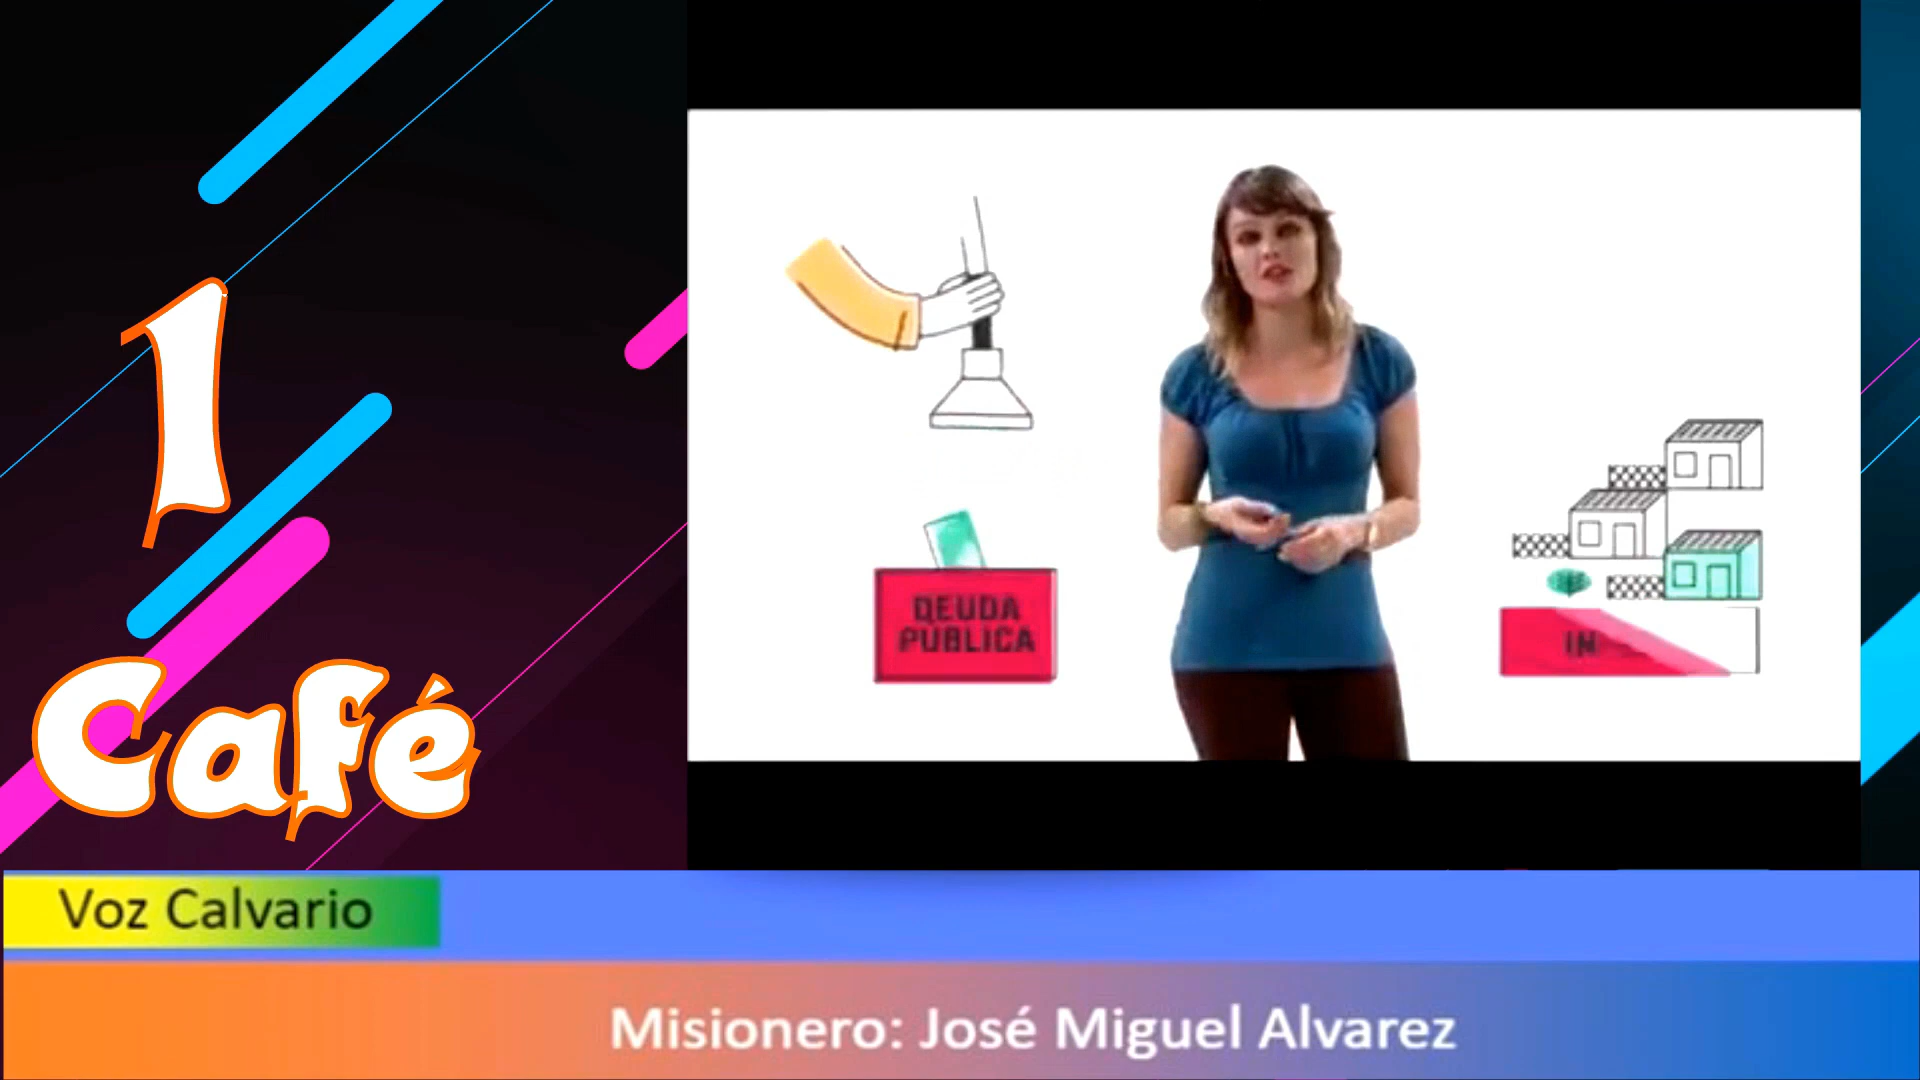 1
Café
DEUDA
PUBLICA
IN
Voz Calvario
Misionero: José Miguel Alvarez